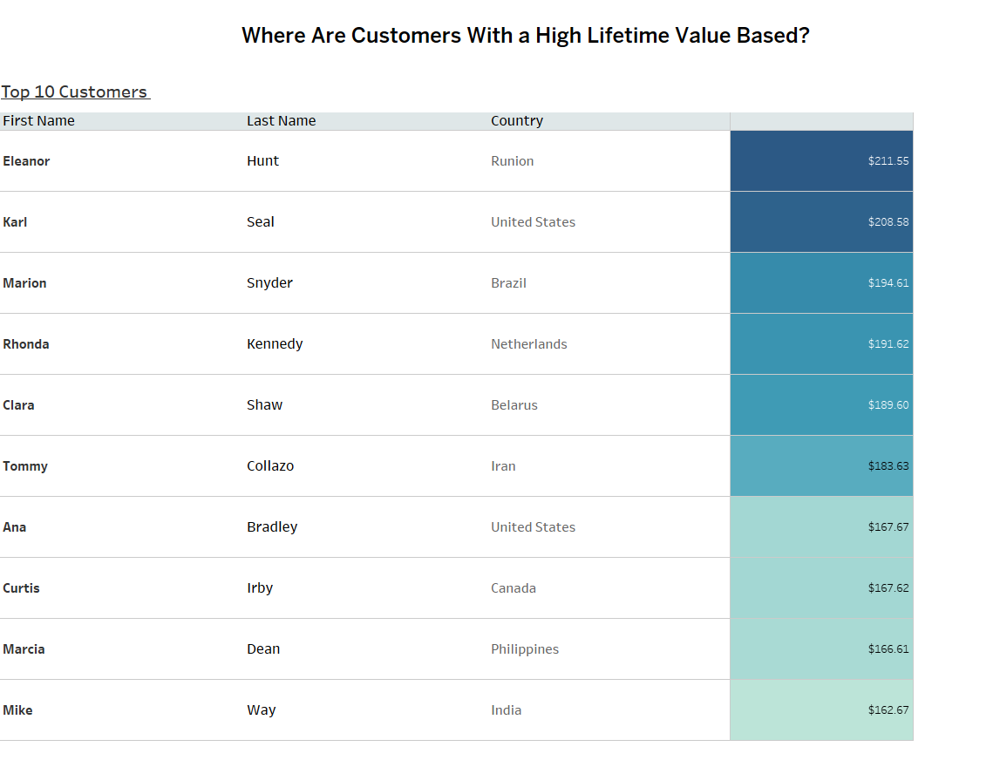 Where Are Customers With a High Lifetime Value Based?
Top 10 Customers
First Name Last Name Country
Eleanor Hunt Runion $211.55
Karl Seal United States $208.58
Marion Snyder Brazil $194.61
Rhonda Kennedy Netherlands $191.62
Clara Shaw Belarus $189.60
Tommy Collazo Iran $183.63
Ana Bradley United States $167.67
Curtis Irby Canada $167.62
Marcia Dean Philippines $166.61
Mike Way India $162.67